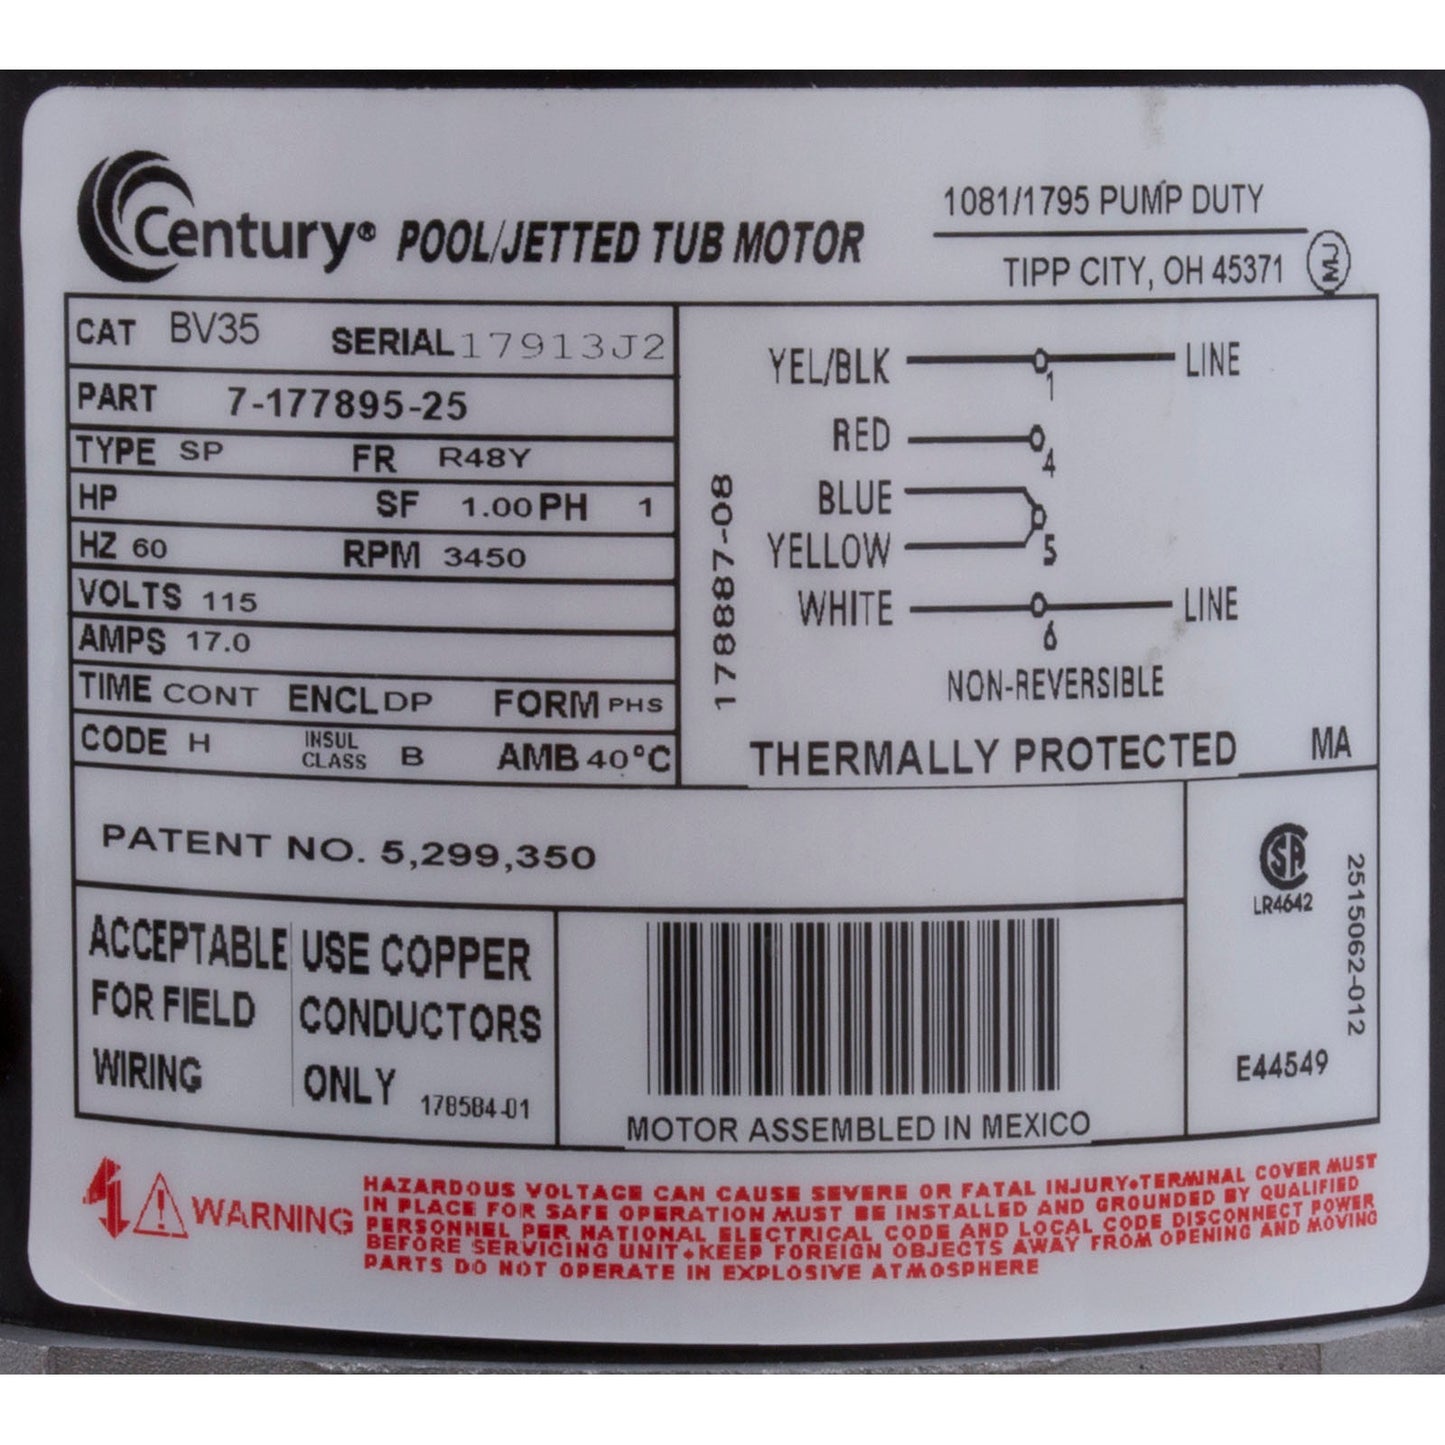 Century® POOL/JETTED TUB MOTOR
1081/1795 PUMP DUTY
TIPP CITY, OH 45371
CAT BV35 SERIAL 17913J2
PART 7-177895-25
TYPE SP FR R48Y
HP SF 1.00 PH 1
HZ 60 RPM 3450
VOLTS 115
AMPS 17.0
TIME CONT ENCL DP FORM PHS
CODE H INSUL CLASS B AMB 40°C
178887-08
YEL/BLK 1 LINE
RED 4
BLUE
YELLOW 5
WHITE 6 LINE
NON-REVERSIBLE
THERMALLY PROTECTED MA
PATENT NO. 5,299,350
ACCEPTABLE
FOR FIELD
WIRING
USE COPPER
CONDUCTORS
ONLY 178584-01
MOTOR ASSEMBLED IN MEXICO
LR4642
2515062-012
E44549
WARNING
HAZARDOUS VOLTAGE CAN CAUSE SEVERE OR FATAL INJURY•TERMINAL COVER MUST
IN PLACE FOR SAFE OPERATION MUST BE INSTALLED AND GROUNDED BY QUALIFIED
PERSONNEL PER NATIONAL ELECTRICAL CODE AND LOCAL CODE DISCONNECT POWER
BEFORE SERVICING UNIT•KEEP FOREIGN OBJECTS AWAY FROM OPENING AND MOVING
PARTS DO NOT OPERATE IN EXPLOSIVE ATMOSPHERE